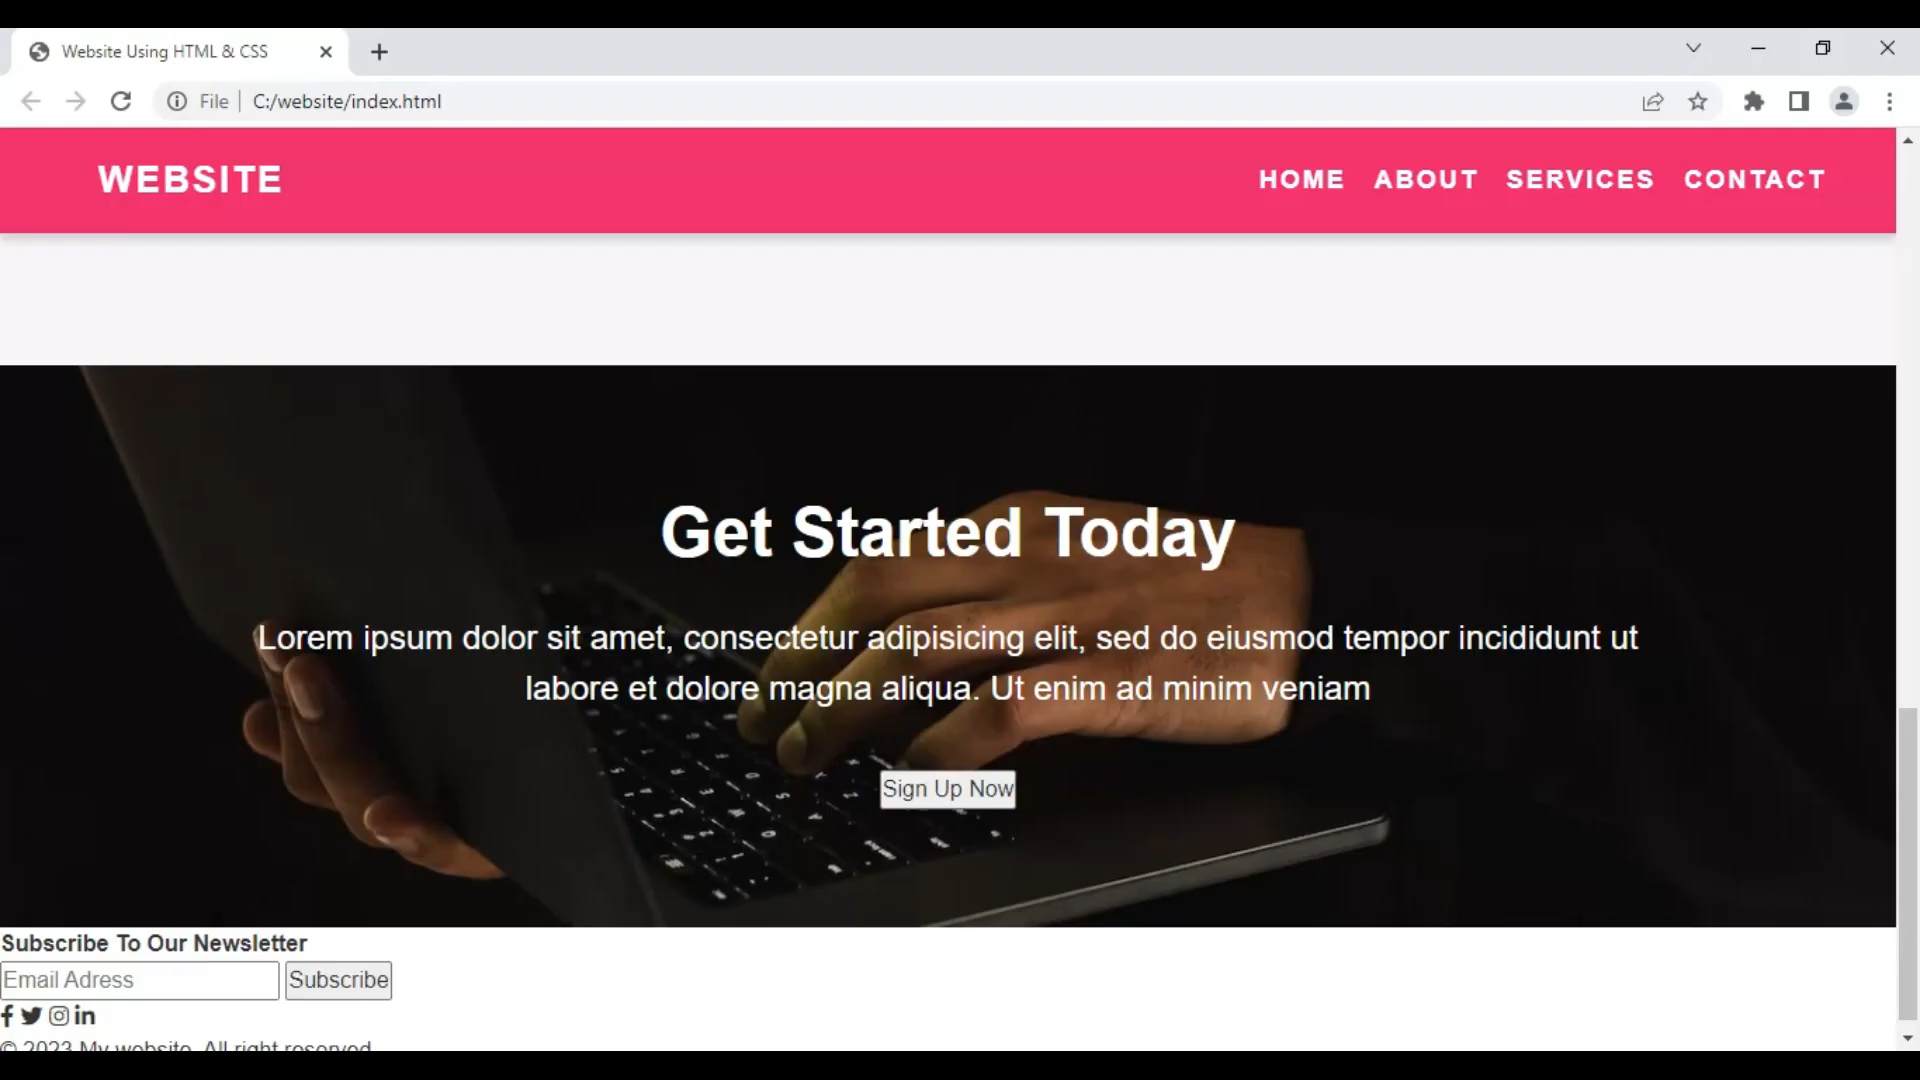 Website Using HTML & CSS
File C:/website/index.html
WEBSITE HOME ABOUT SERVICES CONTACT
Get Started Today
Lorem ipsum dolor sit amet, consectetur adipisicing elit, sed do eiusmod tempor incididunt ut
labore et dolore magna aliqua. Ut enim ad minim veniam
Sign Up Now
Subscribe To Our Newsletter
Email Adress Subscribe
© 2023 My website. All right reserved